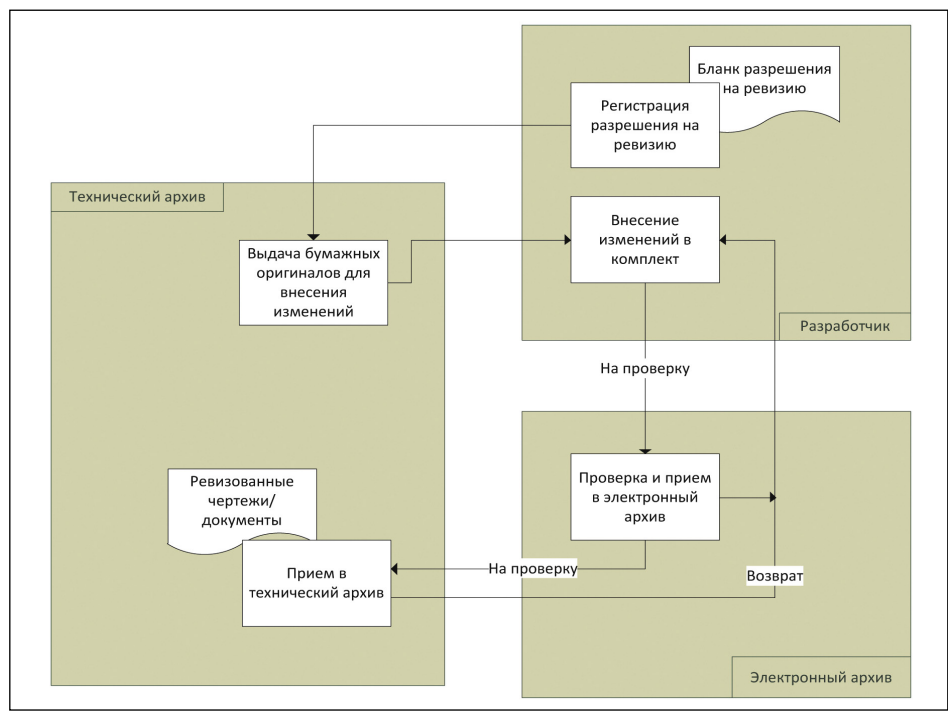 Бланк разрешения
на ревизию
Регистрация
разрешения на
ревизию
Технический архив
Выдача бумажных
оригиналов для
внесения
изменений
Внесение
изменений в
комплект
Разработчик
На проверку
Проверка и прием
в электронный
архив
Ревизованные
чертежи/
документы
Прием в
технический архив
На проверку
Возврат
Электронный архив